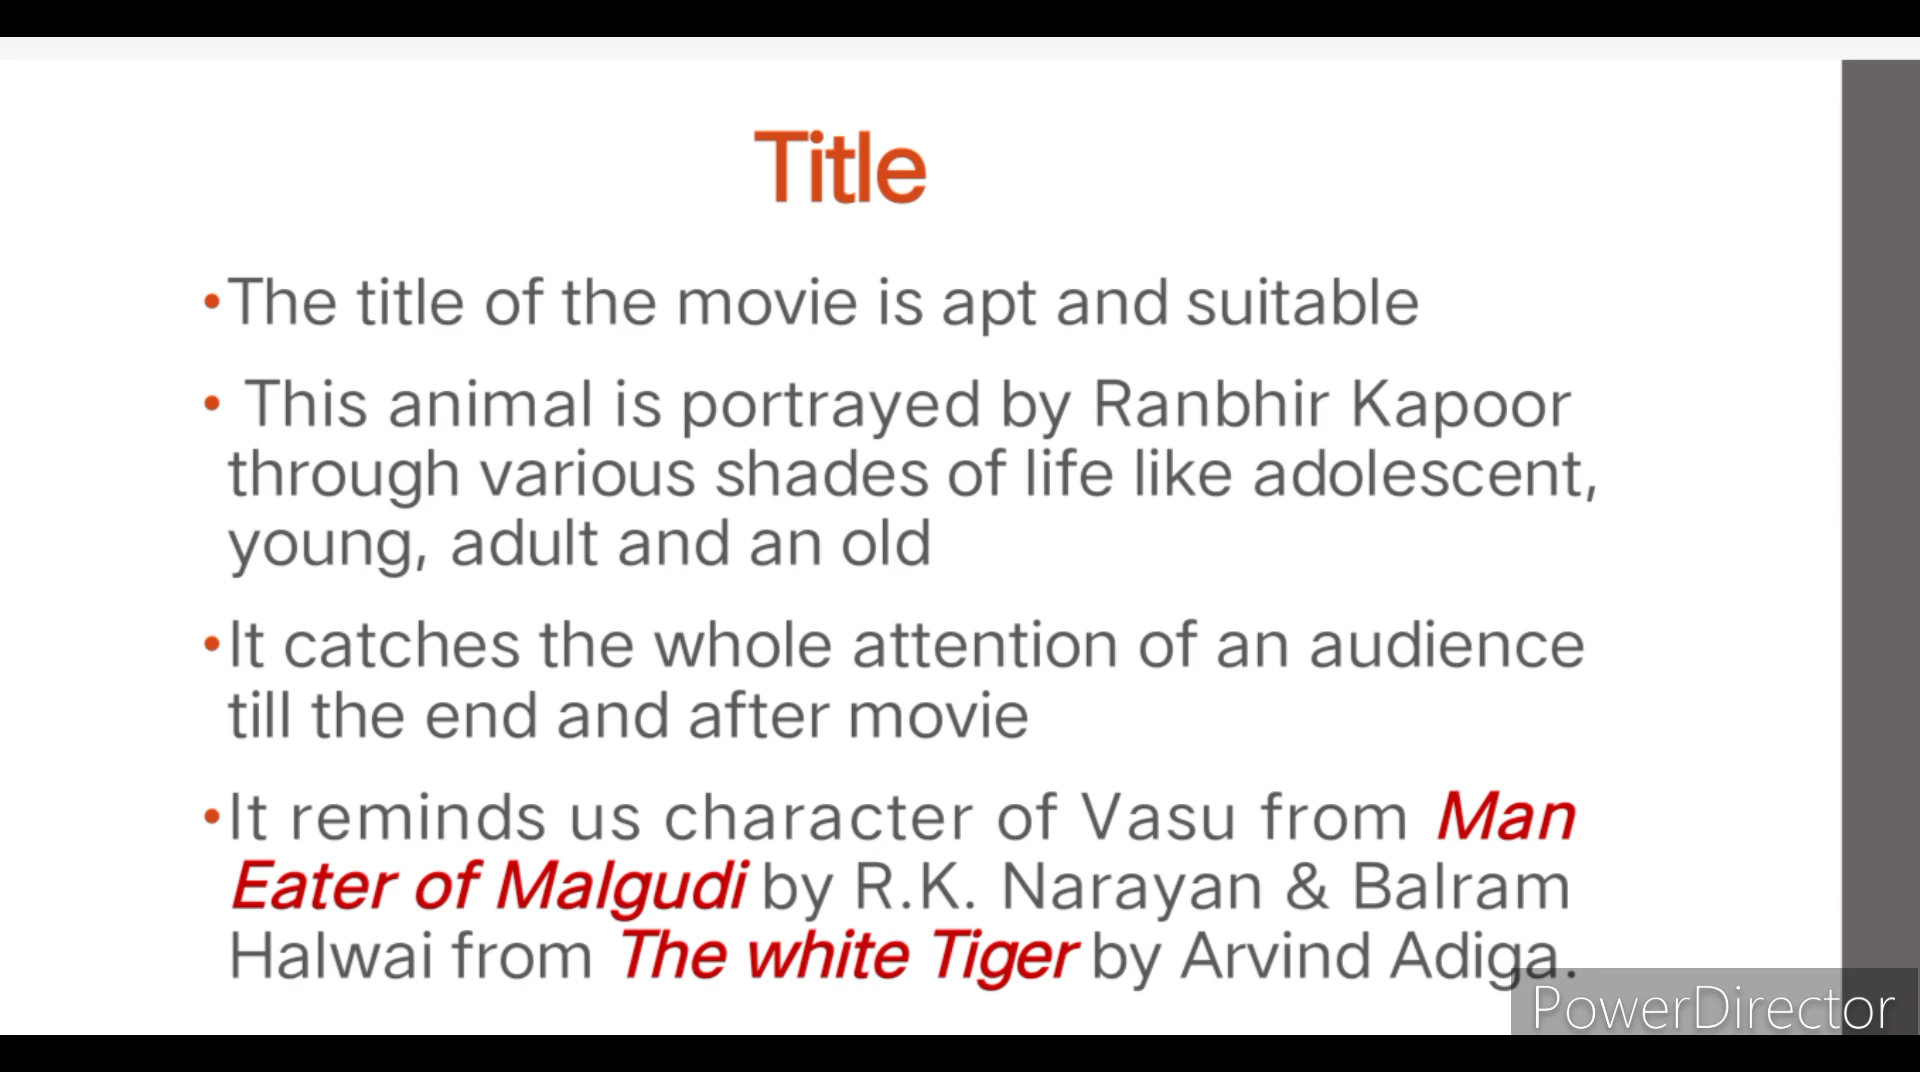 Title
•The title of the movie is apt and suitable
• This animal is portrayed by Ranbhir Kapoor
through various shades of life like adolescent,
young, adult and an old
•It catches the whole attention of an audience
till the end and after movie
•It reminds us character of Vasu from Man
Eater of Malgudi by R.K. Narayan & Balram
Halwai from The white Tiger by Arvind Adiga.
PowerDirector